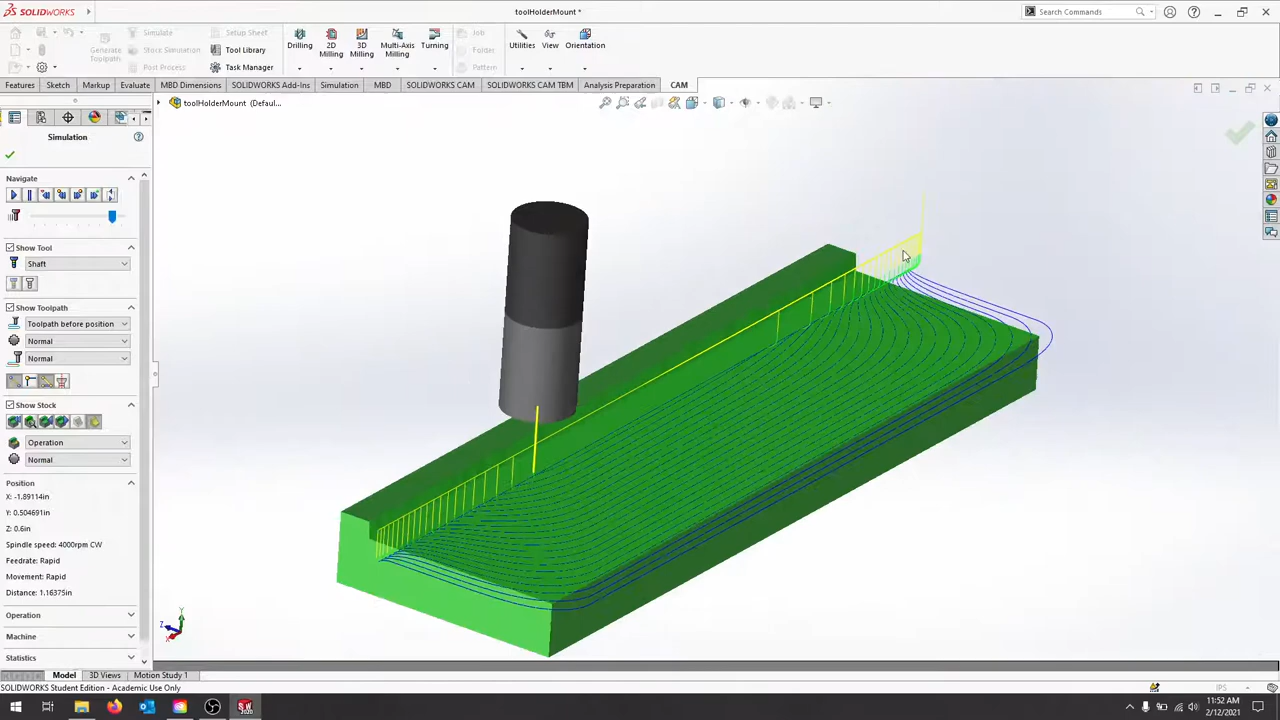 SOLIDWORKS
toolHolderMount *
Search Commands
Simulate
Setup Sheet
Generate Toolpath
Stock Simulation
Tool Library
Post Process
Task Manager
Drilling
2D Milling
3D Milling
Multi-Axis Milling
Turning
Job
Folder
Pattern
Utilities
View
Orientation
Features
Sketch
Markup
Evaluate
MBD Dimensions
SOLIDWORKS Add-Ins
Simulation
MBD
SOLIDWORKS CAM
SOLIDWORKS CAM TBM
Analysis Preparation
CAM
toolHolderMount (Defaul...
Simulation
Navigate
Show Tool
Shaft
Show Toolpath
Toolpath before position
Normal
Normal
Show Stock
Operation
Normal
Position
X: -1.89114in
Y: 0.504691in
Z: 0.6in
Spindle speed: 4000rpm CW
Feedrate: Rapid
Movement: Rapid
Distance: 1.16375in
Operation
Machine
Statistics
Y
Z
X
Model
3D Views
Motion Study 1
SOLIDWORKS Student Edition - Academic Use Only
IPS
11:52 AM
2/12/2021